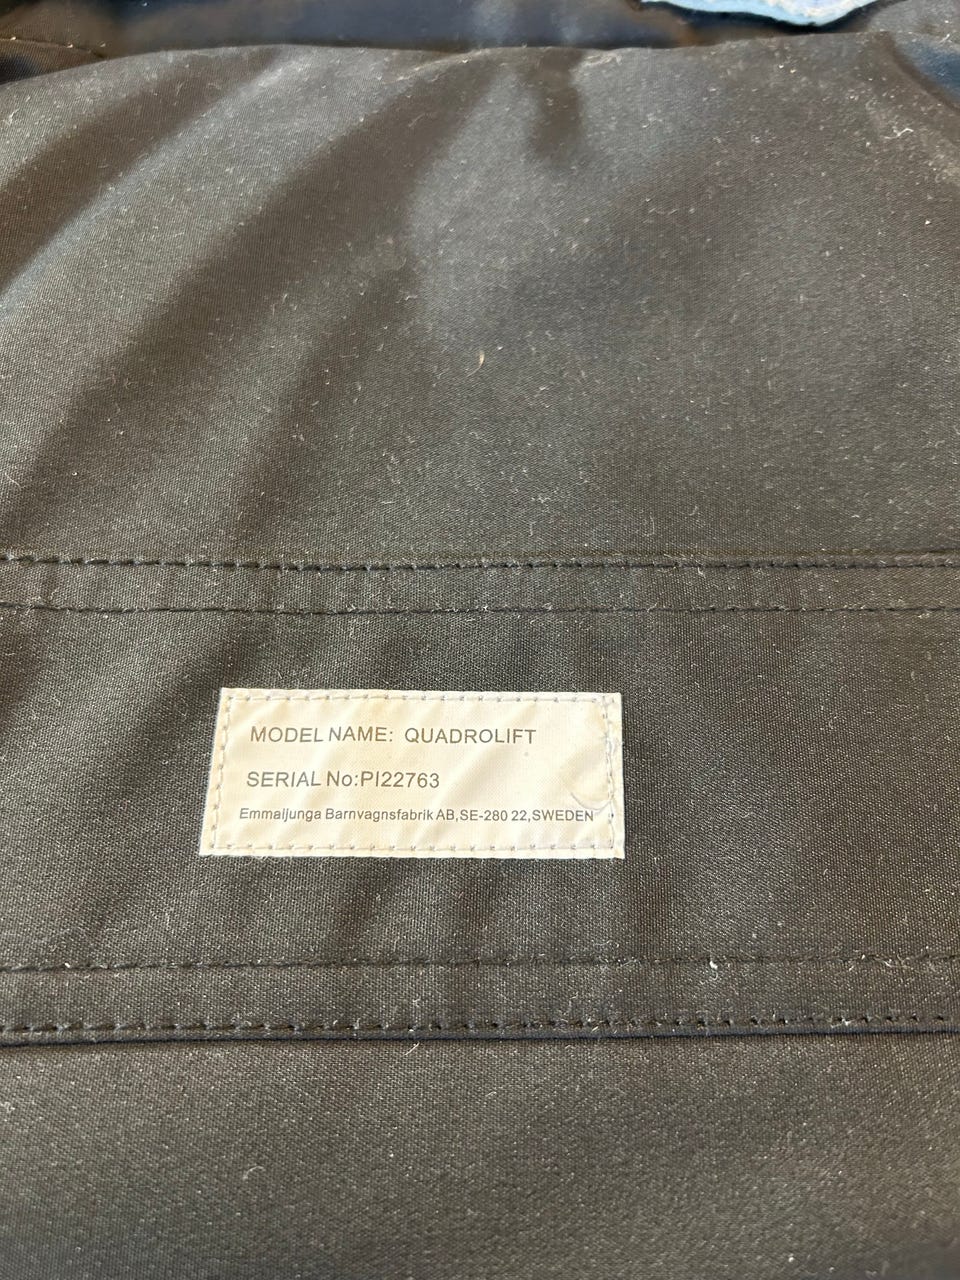 MODEL NAME: QUADROLIFT
SERIAL No:PI22763
Emmaljunga Barnvagnsfabrik AB,SE-280 22,SWEDEN